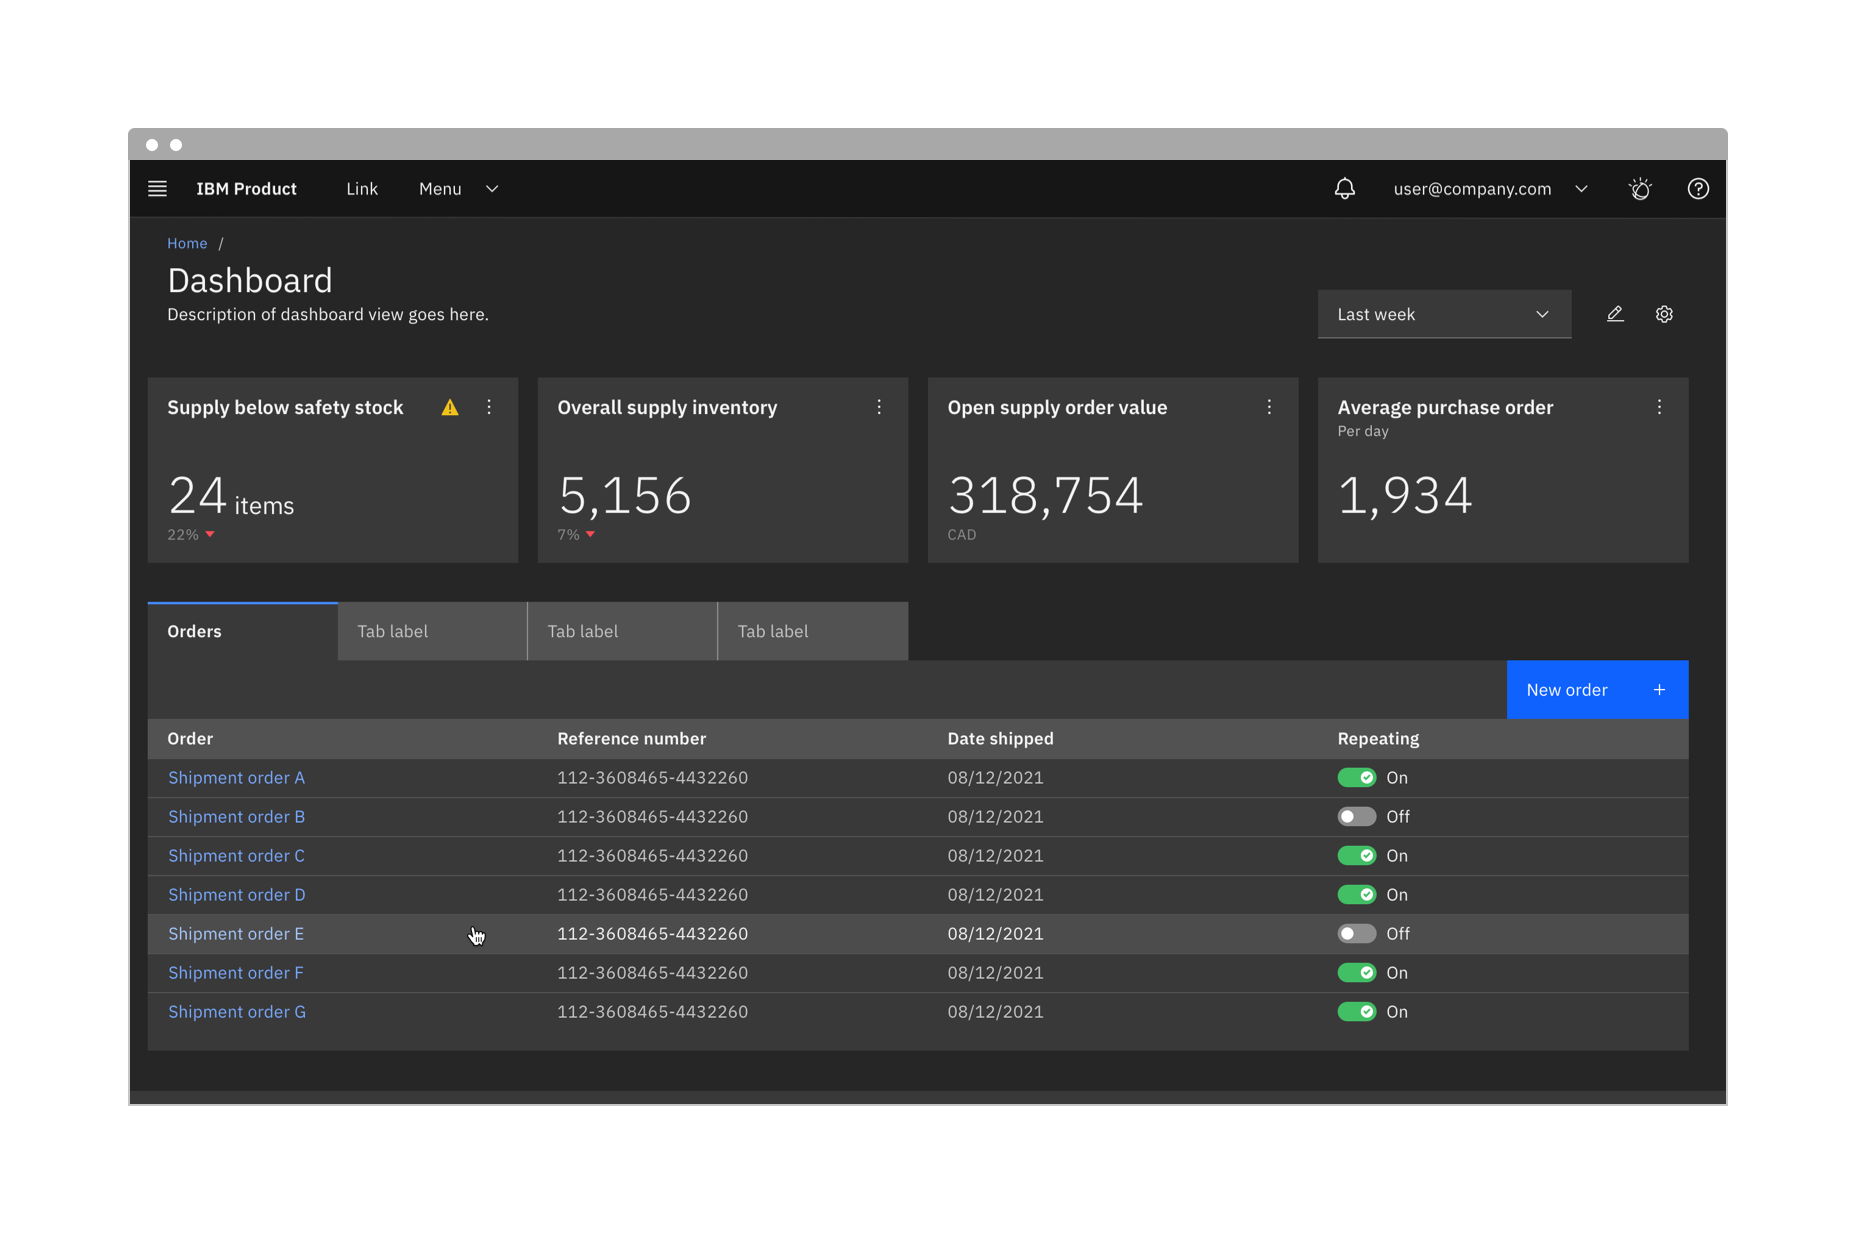 IBM Product Link Menu user@company.com
Home /
Dashboard
Description of dashboard view goes here.
Last week
Supply below safety stock
24 items
22%
Overall supply inventory
5,156
7%
Open supply order value
318,754
CAD
Average purchase order
Per day
1,934
Orders Tab label Tab label Tab label
New order +
Order Reference number Date shipped Repeating
Shipment order A 112-3608465-4432260 08/12/2021 On
Shipment order B 112-3608465-4432260 08/12/2021 Off
Shipment order C 112-3608465-4432260 08/12/2021 On
Shipment order D 112-3608465-4432260 08/12/2021 On
Shipment order E 112-3608465-4432260 08/12/2021 Off
Shipment order F 112-3608465-4432260 08/12/2021 On
Shipment order G 112-3608465-4432260 08/12/2021 On